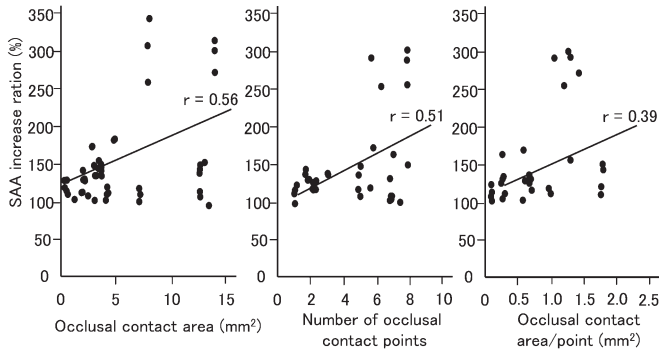 SAA increase ration (%)
350
300
250
200
150
100
50
0
r = 0.56
0 5 10 15
Occlusal contact area (mm²)
350
300
250
200
150
100
50
0
r = 0.51
0 2 4 6 8 10
Number of occlusal
contact points
350
300
250
200
150
100
50
0
r = 0.39
0 0.5 1.0 1.5 2.0 2.5
Occlusal contact
area/point (mm²)